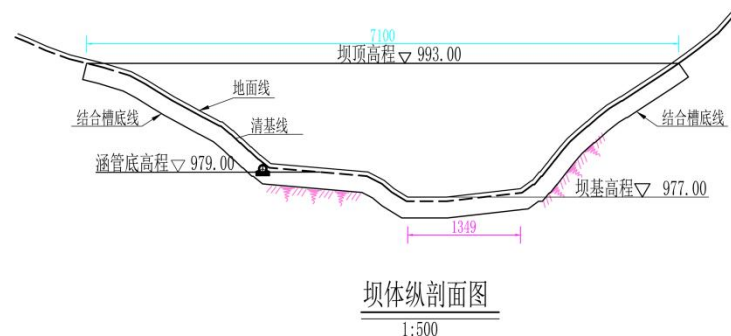 7100
坝顶高程 993.00
地面线
结合槽底线
结合槽底线
清基线
涵管底高程 979.00
坝基高程 977.00
1349
坝体纵剖面图
1:500